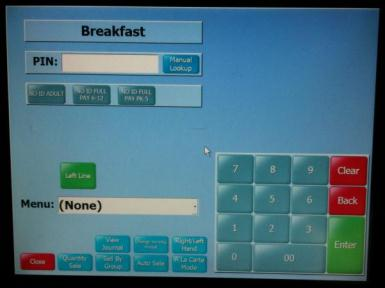 Breakfast
PIN:
Manual
Lookup
NO ID ADULT
NO ID FULL
PAY 6-12
NO ID FULL
PAY PK-5
Left Line
Menu: (None)
7 8 9 Clear
4 5 6 Back
1 2 3 Enter
0 00
View
Journal
Change Serving
Period
Right/Left
Hand
Close
Quantity
Sale
Set By
Group
Auto Sale
A La Carte
Mode